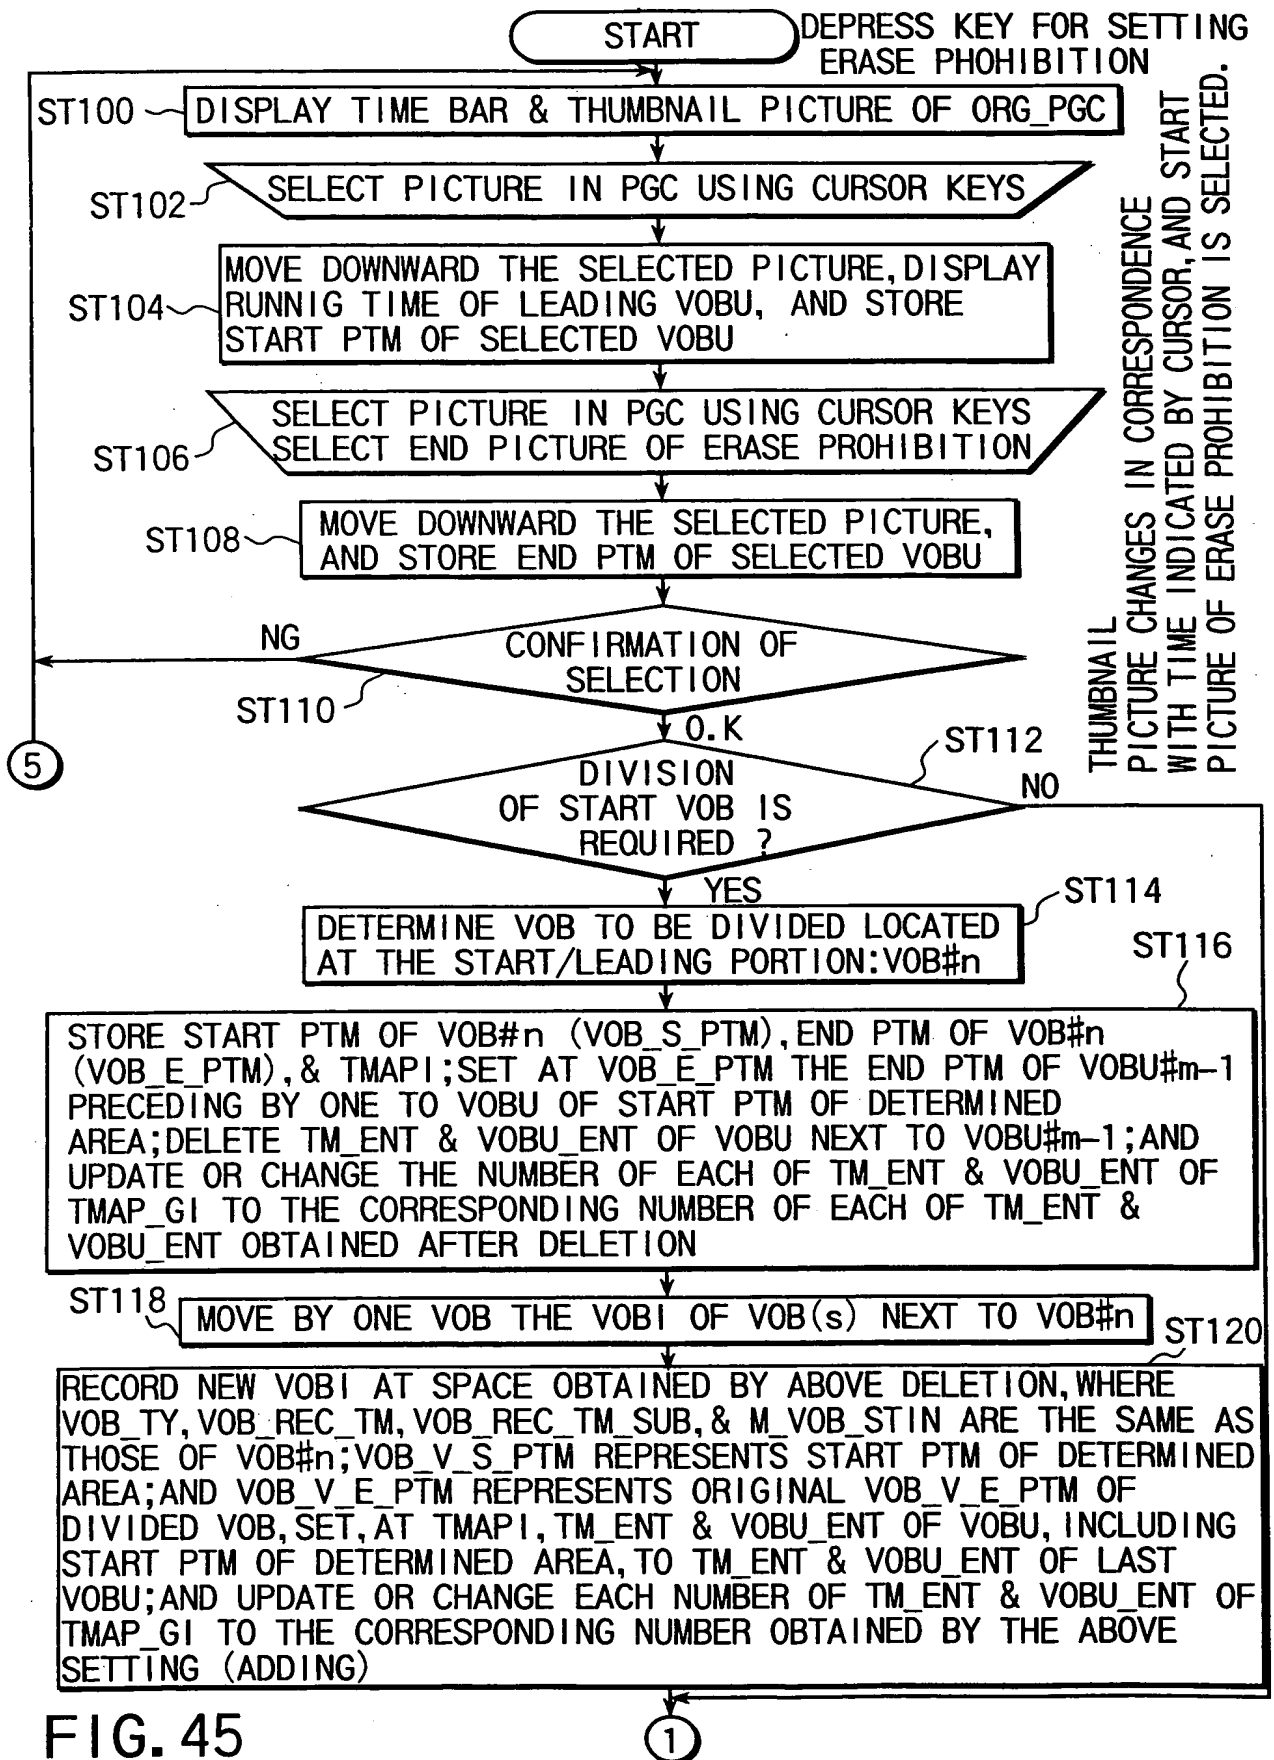 START
DEPRESS KEY FOR SETTING
ERASE PHOHIBITION
ST100
DISPLAY TIME BAR & THUMBNAIL PICTURE OF ORG_PGC
ST102
SELECT PICTURE IN PGC USING CURSOR KEYS
THUMBNAIL
PICTURE CHANGES IN CORRESPONDENCE
WITH TIME INDICATED BY CURSOR, AND START
PICTURE OF ERASE PROHIBITION IS SELECTED.
ST104
MOVE DOWNWARD THE SELECTED PICTURE, DISPLAY
RUNNIG TIME OF LEADING VOBU, AND STORE
START PTM OF SELECTED VOBU
ST106
SELECT PICTURE IN PGC USING CURSOR KEYS
SELECT END PICTURE OF ERASE PROHIBITION
ST108
MOVE DOWNWARD THE SELECTED PICTURE,
AND STORE END PTM OF SELECTED VOBU
NG
CONFIRMATION OF
SELECTION
ST110
O.K
5
ST112
DIVISION
OF START VOB IS
REQUIRED ?
NO
YES
ST114
DETERMINE VOB TO BE DIVIDED LOCATED
AT THE START/LEADING PORTION:VOB#n
ST116
STORE START PTM OF VOB#n (VOB_S_PTM), END PTM OF VOB#n
(VOB_E_PTM), & TMAPI;SET AT VOB_E_PTM THE END PTM OF VOBU#m-1
PRECEDING BY ONE TO VOBU OF START PTM OF DETERMINED
AREA;DELETE TM_ENT & VOBU_ENT OF VOBU NEXT TO VOBU#m-1;AND
UPDATE OR CHANGE THE NUMBER OF EACH OF TM_ENT & VOBU_ENT OF
TMAP_GI TO THE CORRESPONDING NUMBER OF EACH OF TM_ENT &
VOBU_ENT OBTAINED AFTER DELETION
ST118
MOVE BY ONE VOB THE VOBI OF VOB(s) NEXT TO VOB#n
ST120
RECORD NEW VOBI AT SPACE OBTAINED BY ABOVE DELETION, WHERE
VOB_TY, VOB_REC_TM, VOB_REC_TM_SUB, & M_VOB_STIN ARE THE SAME AS
THOSE OF VOB#n;VOB_V_S_PTM REPRESENTS START PTM OF DETERMINED
AREA;AND VOB_V_E_PTM REPRESENTS ORIGINAL VOB_V_E_PTM OF
DIVIDED VOB, SET, AT TMAPI, TM_ENT & VOBU_ENT OF VOBU, INCLUDING
START PTM OF DETERMINED AREA, TO TM_ENT & VOBU_ENT OF LAST
VOBU;AND UPDATE OR CHANGE EACH NUMBER OF TM_ENT & VOBU_ENT OF
TMAP_GI TO THE CORRESPONDING NUMBER OBTAINED BY THE ABOVE
SETTING (ADDING)
1
FIG. 45